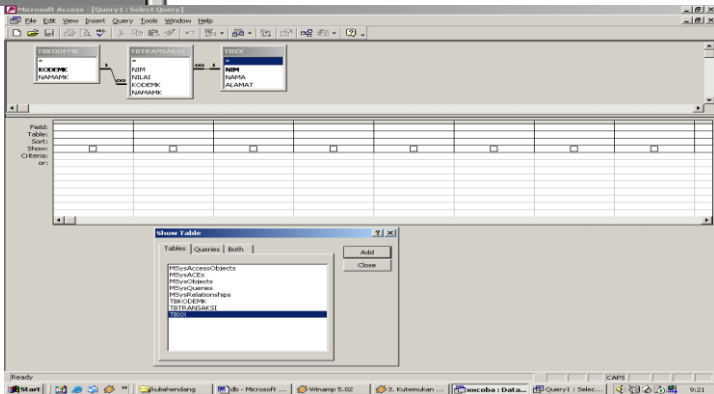 Microsoft Access - [Query1 : Select Query]
File Edit View Insert Query Tools Window Help
TBKODEMK
*
KODEMK
NAMAMK
1
∞
TBTRANSAKSI
*
NIM
NILAI
KODEMK
NAMAMK
∞ 1
TBXX
*
NIM
NAMA
ALAMAT
Field:
Table:
Sort:
Show:
Criteria:
or:
Show Table
Tables Queries Both
MSysAccessObjects
MSysACEs
MSysObjects
MSysQueries
MSysRelationships
TBKODEMK
TBTRANSAKSI
TBXX
Add
Close
Ready
CAPS
Start kuliahendang db - Microsoft ... Winamp 5.02 3. Kutemukan ... xxcoba : Data... Query1 : Selec... 9:21